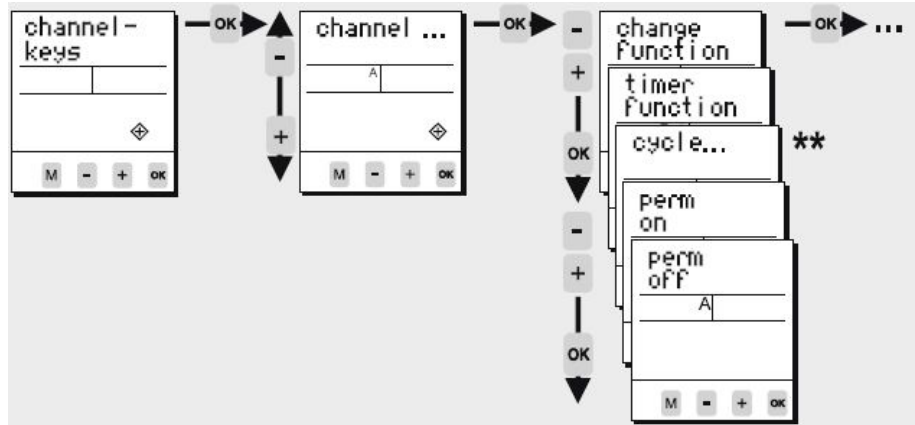 channel-
keys
M - + OK
OK
-
+
channel ...
A
M - + OK
OK
-
+
OK
-
+
OK
change
function
timer
function
cycle...
**
perm
on
perm
off
A
M - + OK
OK
...